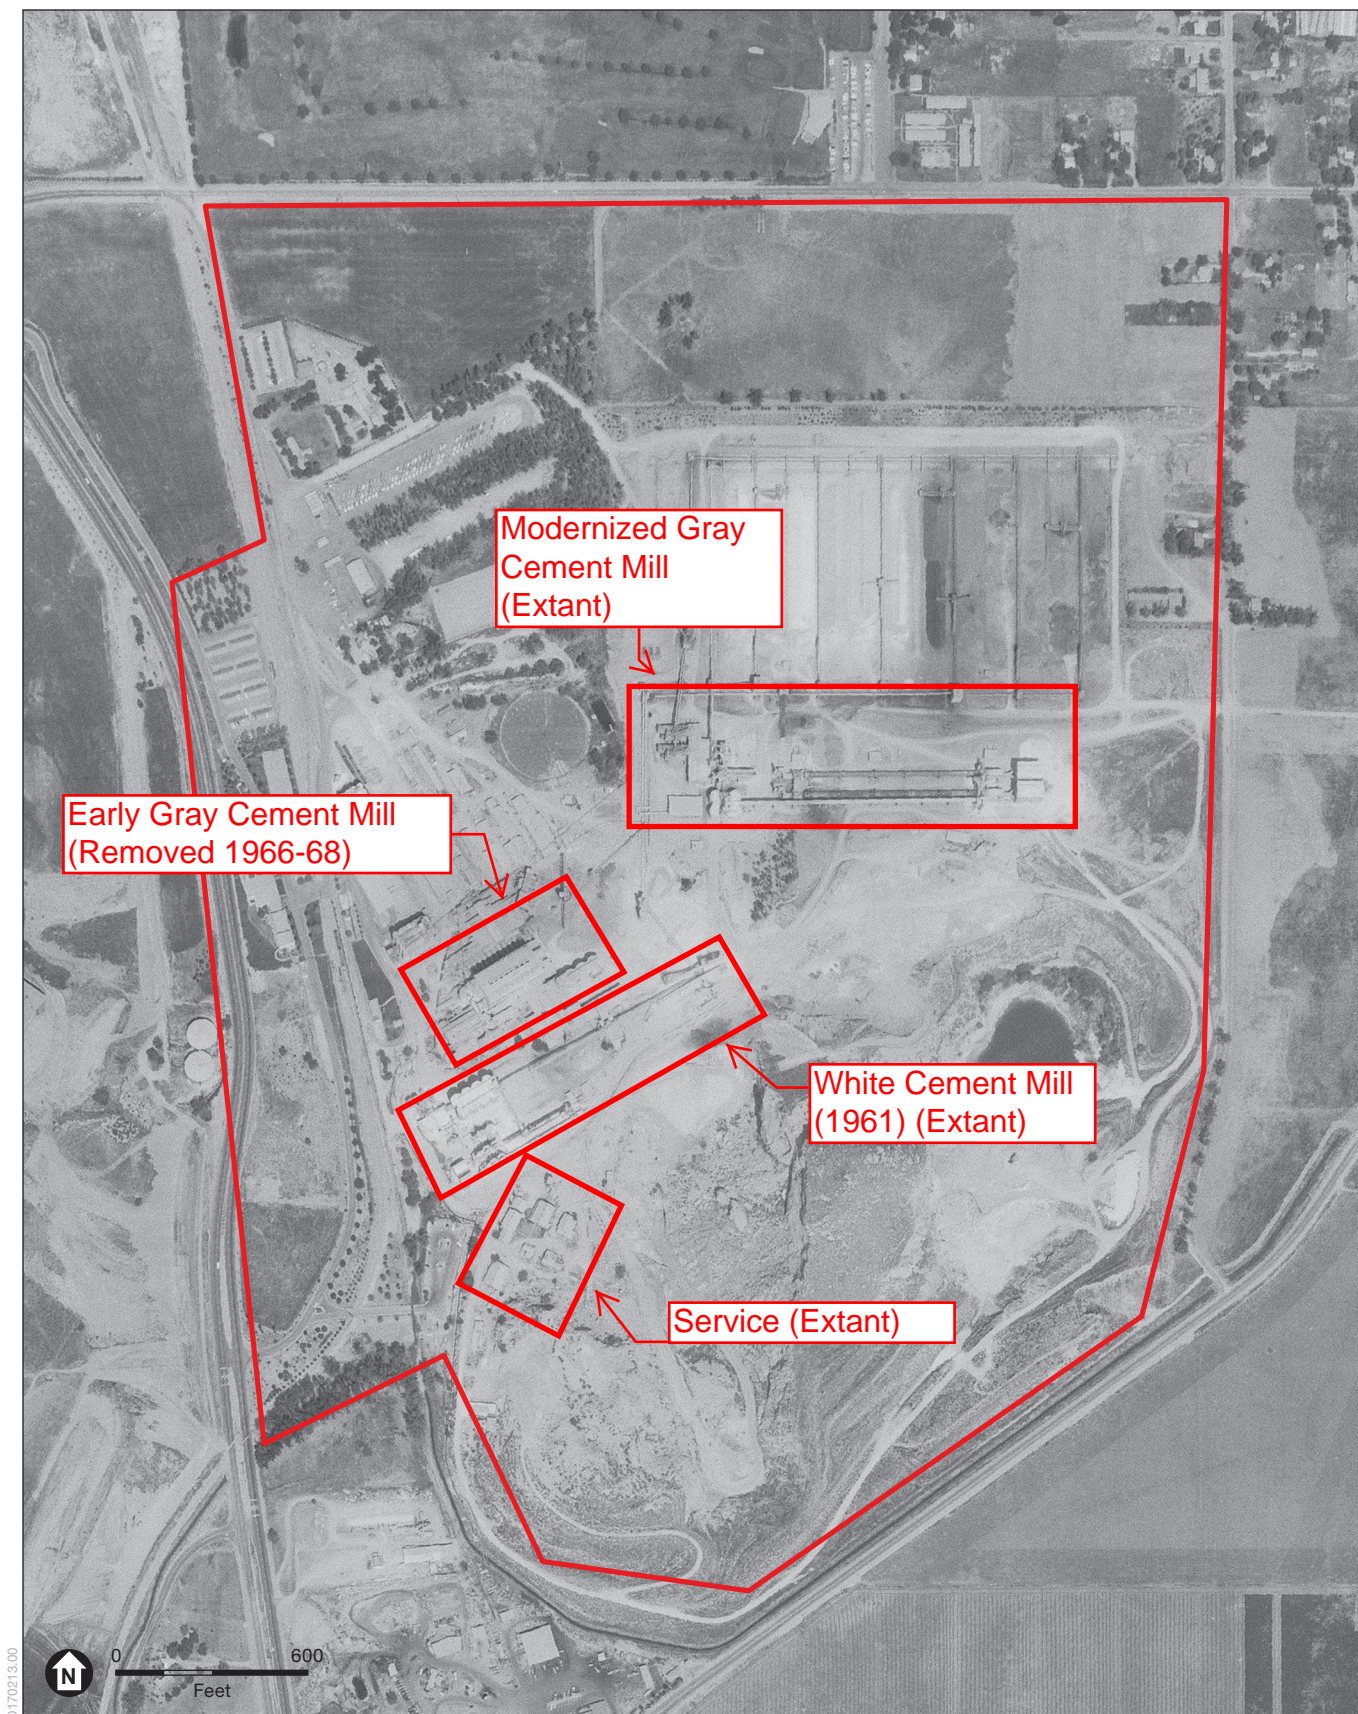 Modernized Gray
Cement Mill
(Extant)
Early Gray Cement Mill
(Removed 1966-68)
White Cement Mill
(1961) (Extant)
Service (Extant)
N
0
600
Feet